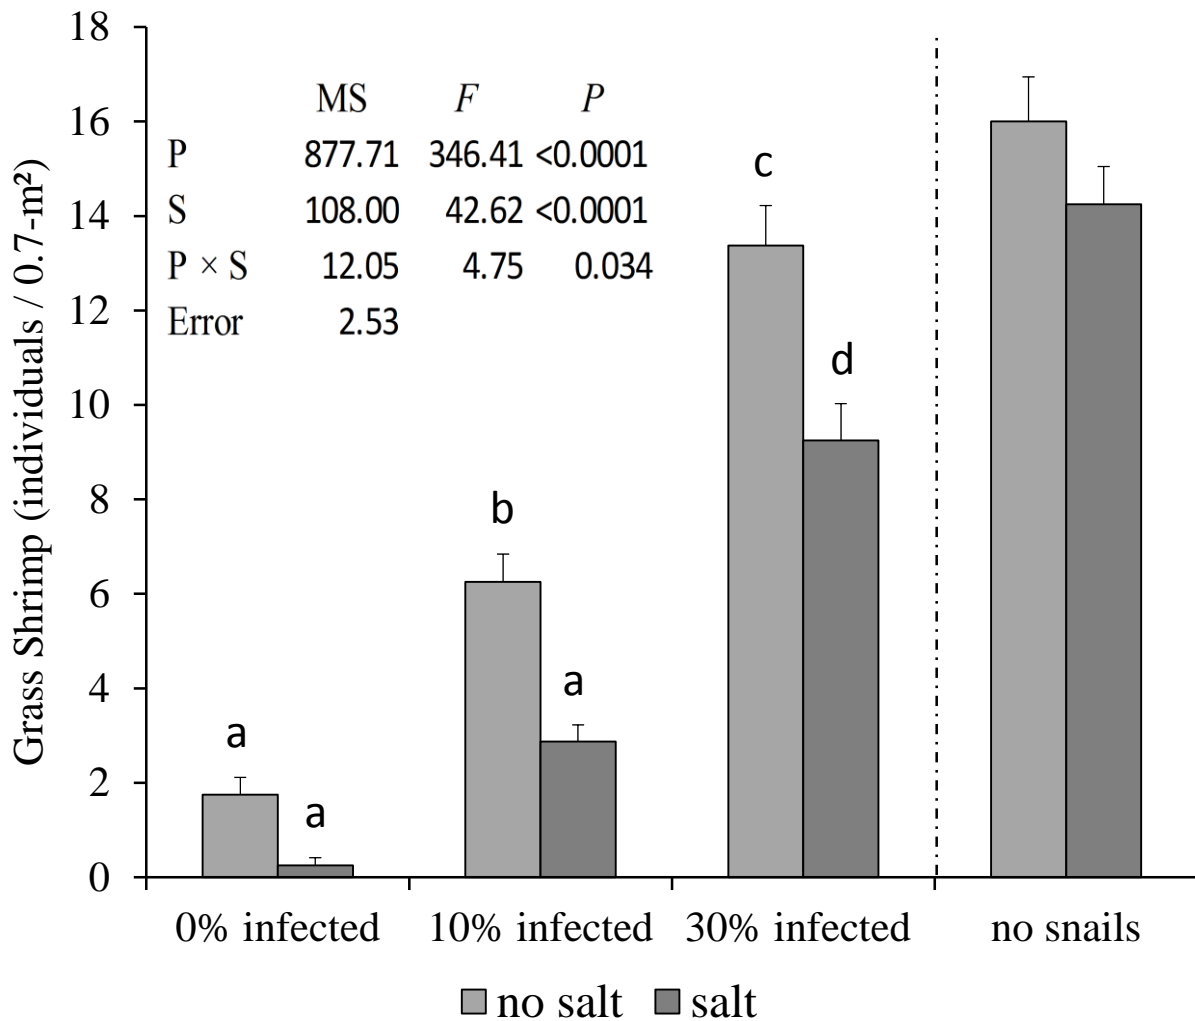 18
16
14
12
10
8
6
4
2
0
Grass Shrimp (individuals / 0.7-m²)
MS F P
P 877.71 346.41 <0.0001
S 108.00 42.62 <0.0001
P × S 12.05 4.75 0.034
Error 2.53
a
a
b
a
c
d
0% infected 10% infected 30% infected no snails
no salt salt